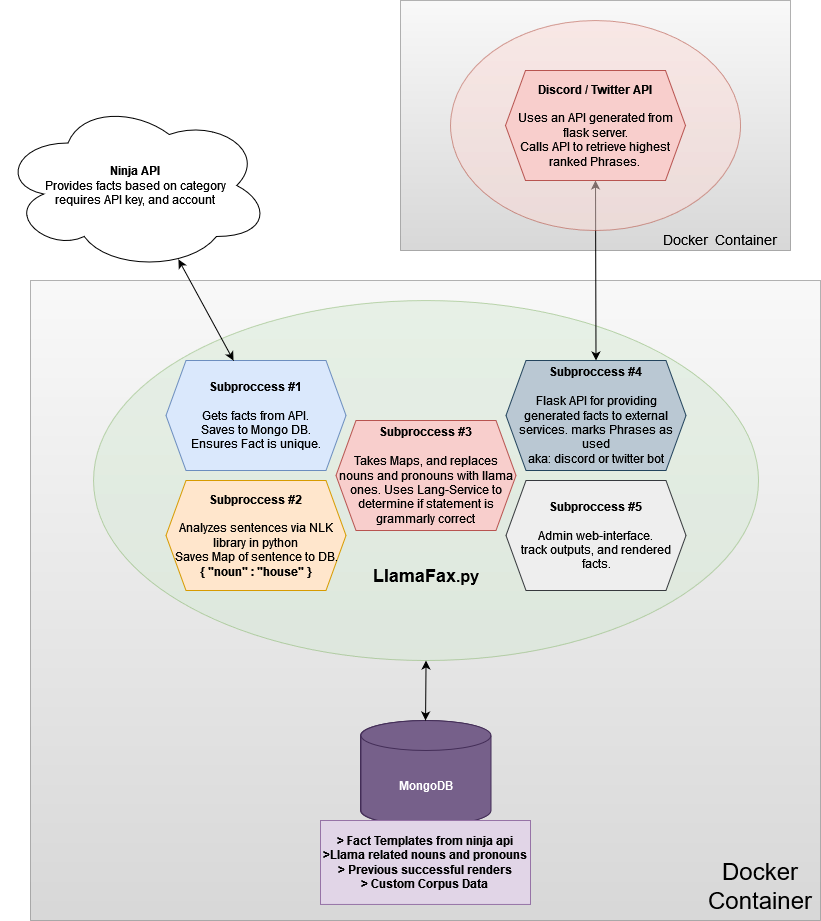 Discord / Twitter API
Uses an API generated from
flask server.
Calls API to retrieve highest
ranked Phrases.
Docker Container
Ninja API
Provides facts based on category
requires API key, and account
Subproccess #1
Gets facts from API.
Saves to Mongo DB.
Ensures Fact is unique.
Subproccess #2
Analyzes sentences via NLK
library in python
Saves Map of sentence to DB.
{ "noun" : "house" }
Subproccess #3
Takes Maps, and replaces
nouns and pronouns with llama
ones. Uses Lang-Service to
determine if statement is
grammarly correct
Subproccess #4
Flask API for providing
generated facts to external
services. marks Phrases as
used
aka: discord or twitter bot
Subproccess #5
Admin web-interface.
track outputs, and rendered
facts.
LlamaFax.py
MongoDB
> Fact Templates from ninja api
>Llama related nouns and pronouns
> Previous successful renders
> Custom Corpus Data
Docker
Container